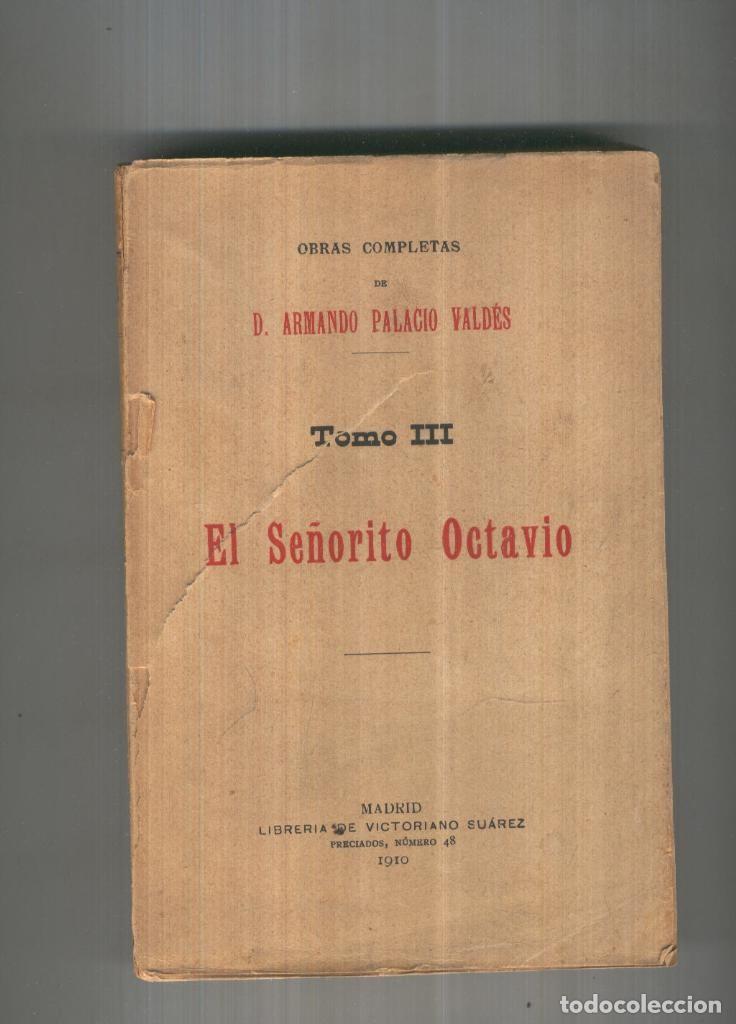 OBRAS COMPLETAS
DE
D. ARMANDO PALACIO VALDÉS
Tomo III
El Señorito Octavio
MADRID
LIBRERIA DE VICTORIANO SUÁREZ
PRECIADOS, NÚMERO 48
1910
todocoleccion